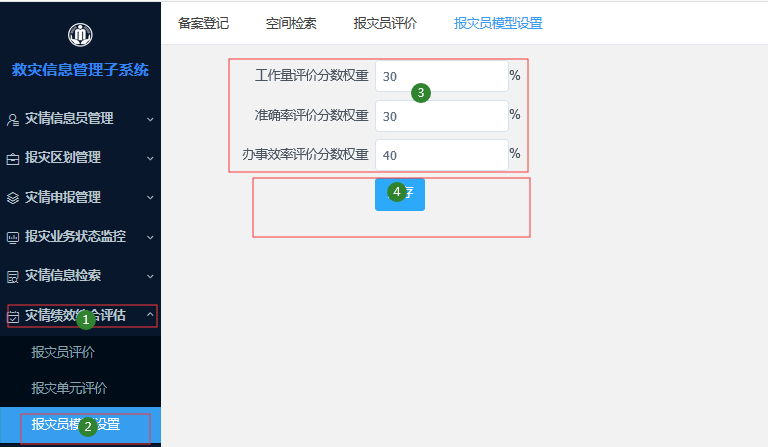 救灾信息管理子系统
灾情信息员管理
报灾区划管理
灾情申报管理
报灾业务状态监控
灾情信息检索
灾情绩效 1 合评估
报灾员评价
报灾单元评价
报灾员模 2 设置
备案登记 空间检索 报灾员评价 报灾员模型设置
工作量评价分数权重 30 %
3
准确率评价分数权重 30 %
办事效率评价分数权重 40 %
4 存